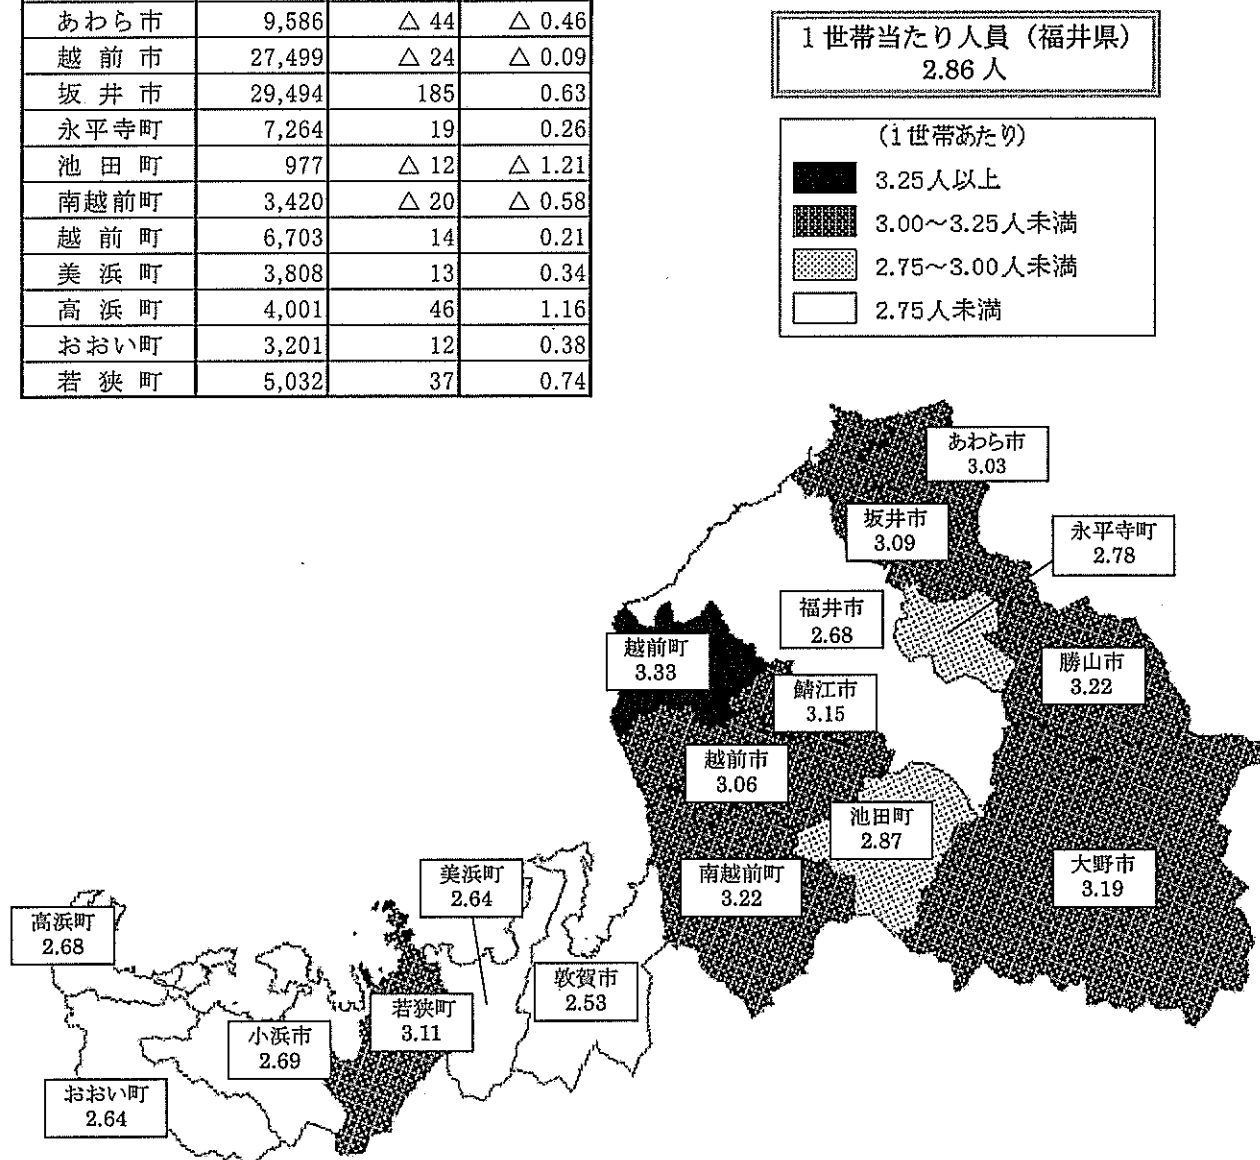 あわら市 9,586 △ 44 △ 0.46
越前市 27,499 △ 24 △ 0.09
坂井市 29,494 185 0.63
永平寺町 7,264 19 0.26
池田町 977 △ 12 △ 1.21
南越前町 3,420 △ 20 △ 0.58
越前町 6,703 14 0.21
美浜町 3,808 13 0.34
高浜町 4,001 46 1.16
おおい町 3,201 12 0.38
若狭町 5,032 37 0.74
1世帯当たり人員（福井県）
2.86人
(1世帯あたり)
3.25人以上
3.00～3.25人未満
2.75～3.00人未満
2.75人未満
あわら市
3.03
坂井市
3.09
永平寺町
2.78
福井市
2.68
越前町
3.33
勝山市
3.22
鯖江市
3.15
越前市
3.06
池田町
2.87
大野市
3.19
南越前町
3.22
美浜町
2.64
高浜町
2.68
敦賀市
2.53
若狭町
3.11
小浜市
2.69
おおい町
2.64